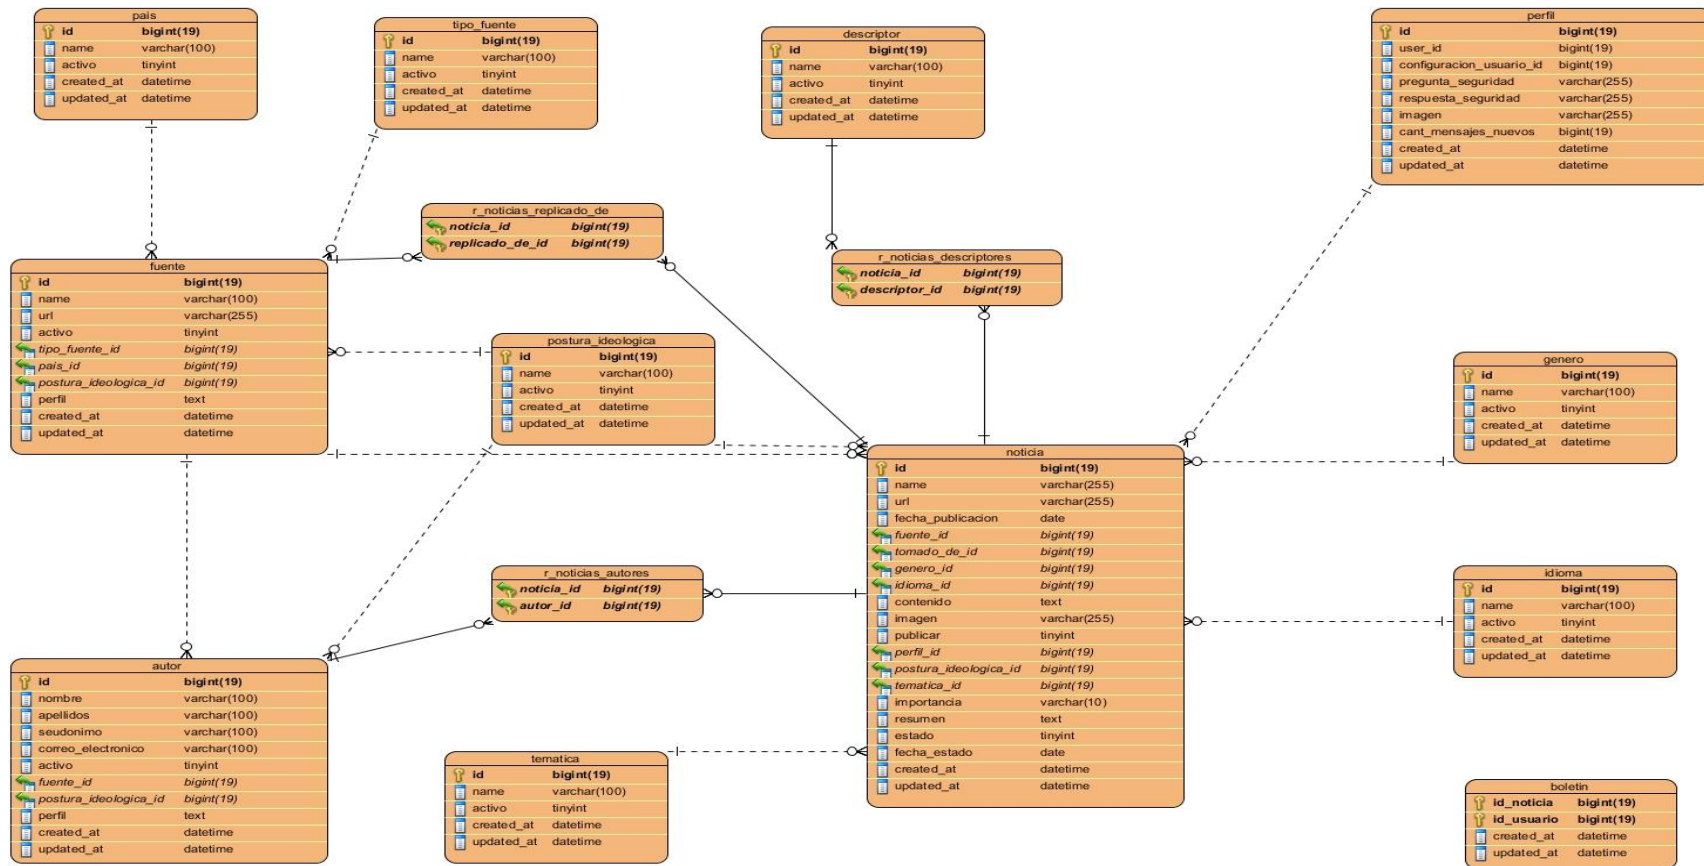 pais
id bigint(19)
name varchar(100)
activo tinyint
created_at datetime
updated_at datetime
tipo_fuente
id bigint(19)
name varchar(100)
activo tinyint
created_at datetime
updated_at datetime
descriptor
id bigint(19)
name varchar(100)
activo tinyint
created_at datetime
updated_at datetime
perfil
id bigint(19)
user_id bigint(19)
configuracion_usuario_id bigint(19)
pregunta_seguridad varchar(255)
respuesta_seguridad varchar(255)
imagen varchar(255)
cant_mensajes_nuevos bigint(19)
created_at datetime
updated_at datetime
r_noticias_replicado_de
noticia_id bigint(19)
replicado_de_id bigint(19)
r_noticias_descriptores
noticia_id bigint(19)
descriptor_id bigint(19)
fuente
id bigint(19)
name varchar(100)
url varchar(255)
activo tinyint
tipo_fuente_id bigint(19)
pais_id bigint(19)
postura_ideologica_id bigint(19)
perfil text
created_at datetime
updated_at datetime
postura_ideologica
id bigint(19)
name varchar(100)
activo tinyint
created_at datetime
updated_at datetime
genero
id bigint(19)
name varchar(100)
activo tinyint
created_at datetime
updated_at datetime
noticia
id bigint(19)
name varchar(255)
url varchar(255)
fecha_publicacion date
fuente_id bigint(19)
tomado_de_id bigint(19)
genero_id bigint(19)
idioma_id bigint(19)
contenido text
imagen varchar(255)
publicar tinyint
perfil_id bigint(19)
postura_ideologica_id bigint(19)
tematica_id bigint(19)
importancia varchar(10)
resumen text
estado tinyint
fecha_estado date
created_at datetime
updated_at datetime
r_noticias_autores
noticia_id bigint(19)
autor_id bigint(19)
idioma
id bigint(19)
name varchar(100)
activo tinyint
created_at datetime
updated_at datetime
autor
id bigint(19)
nombre varchar(100)
apellidos varchar(100)
seudonimo varchar(100)
correo_electronico varchar(100)
activo tinyint
fuente_id bigint(19)
postura_ideologica_id bigint(19)
perfil text
created_at datetime
updated_at datetime
tematica
id bigint(19)
name varchar(100)
activo tinyint
created_at datetime
updated_at datetime
boletin
id_noticia bigint(19)
id_usuario bigint(19)
created_at datetime
updated_at datetime